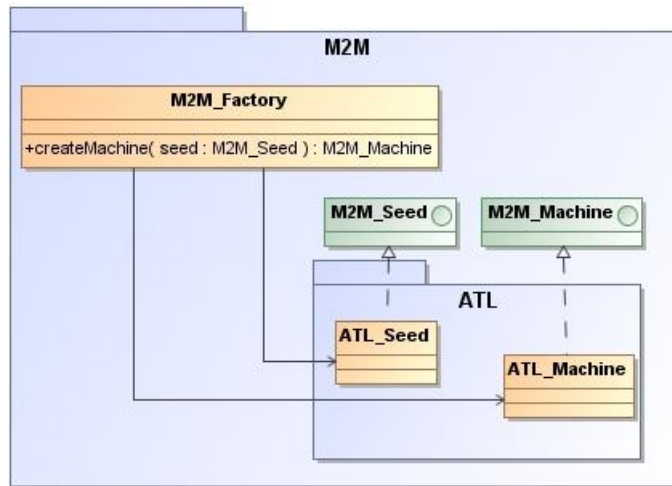 M2M
M2M_Factory
+createMachine( seed : M2M_Seed ) : M2M_Machine
M2M_Seed
M2M_Machine
ATL
ATL_Seed
ATL_Machine